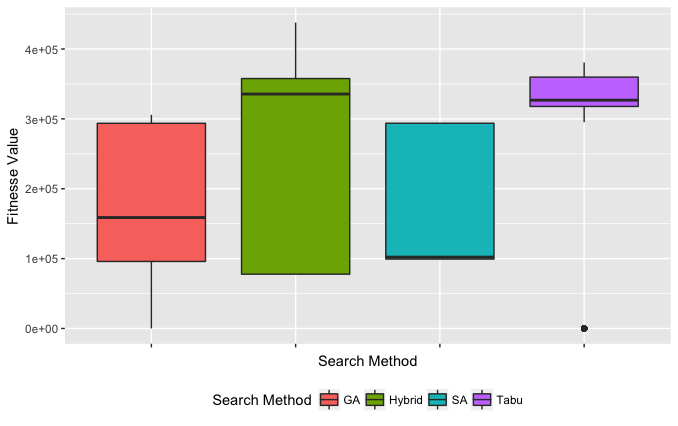 4e+05
3e+05
2e+05
1e+05
0e+00
Fitnesse Value
Search Method
Search Method GA Hybrid SA Tabu